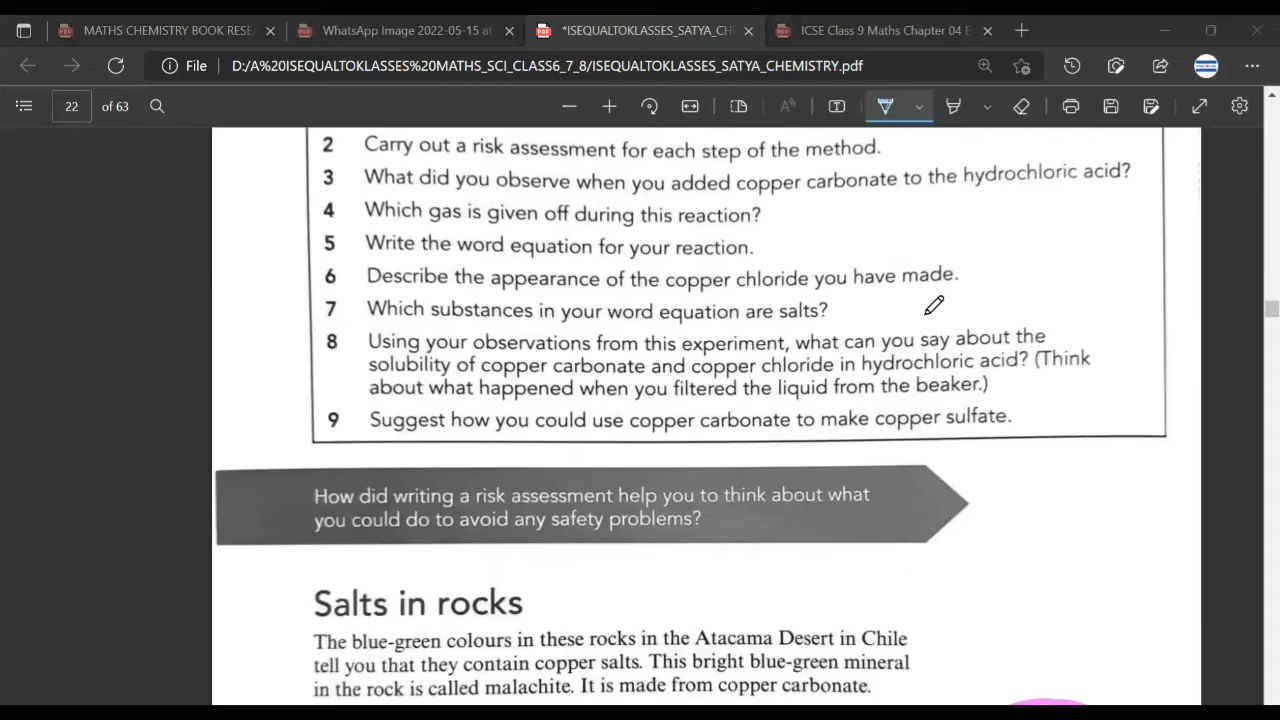 MATHS CHEMISTRY BOOK RESE
WhatsApp Image 2022-05-15 at
*ISEQUALTOKLASSES_SATYA_CHE
ICSE Class 9 Maths Chapter 04 E
File D:/A%20ISEQUALTOKLASSES%20MATHS_SCI_CLASS6_7_8/ISEQUALTOKLASSES_SATYA_CHEMISTRY.pdf
22 of 63
2 Carry out a risk assessment for each step of the method.
3 What did you observe when you added copper carbonate to the hydrochloric acid?
4 Which gas is given off during this reaction?
5 Write the word equation for your reaction.
6 Describe the appearance of the copper chloride you have made.
7 Which substances in your word equation are salts?
8 Using your observations from this experiment, what can you say about the
solubility of copper carbonate and copper chloride in hydrochloric acid? (Think
about what happened when you filtered the liquid from the beaker.)
9 Suggest how you could use copper carbonate to make copper sulfate.
How did writing a risk assessment help you to think about what
you could do to avoid any safety problems?
Salts in rocks
The blue-green colours in these rocks in the Atacama Desert in Chile
tell you that they contain copper salts. This bright blue-green mineral
in the rock is called malachite. It is made from copper carbonate.